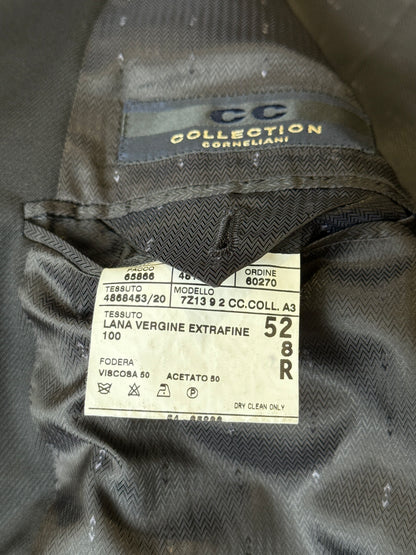 CC
COLLECTION
CORNELIANI
PACCO ORDINE
65866 60270
TESSUTO MODELLO
4868453/20 7Z13 9 2 CC.COLL. A3
TESSUTO
LANA VERGINE EXTRAFINE
100
52
8
R
FODERA
VISCOSA 50 ACETATO 50
DRY CLEAN ONLY